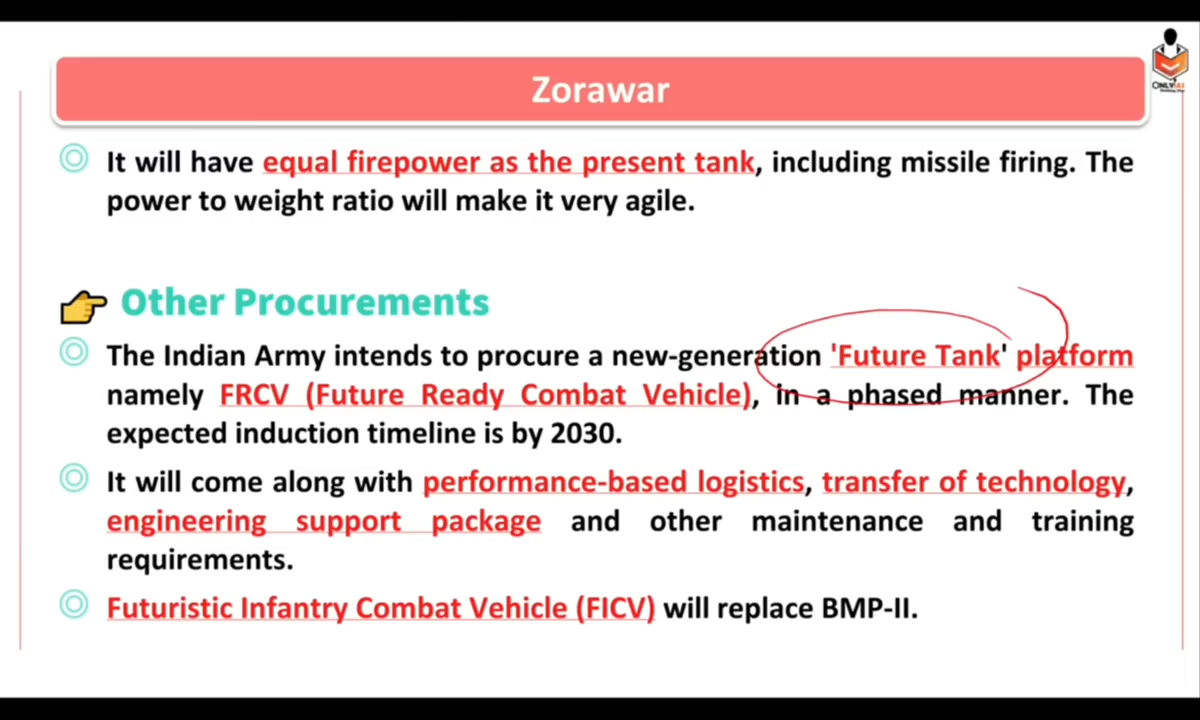 Zorawar
ONLYIAS
It will have equal firepower as the present tank, including missile firing. The
power to weight ratio will make it very agile.
Other Procurements
The Indian Army intends to procure a new-generation 'Future Tank' platform
namely FRCV (Future Ready Combat Vehicle), in a phased manner. The
expected induction timeline is by 2030.
It will come along with performance-based logistics, transfer of technology,
engineering support package and other maintenance and training
requirements.
Futuristic Infantry Combat Vehicle (FICV) will replace BMP-II.